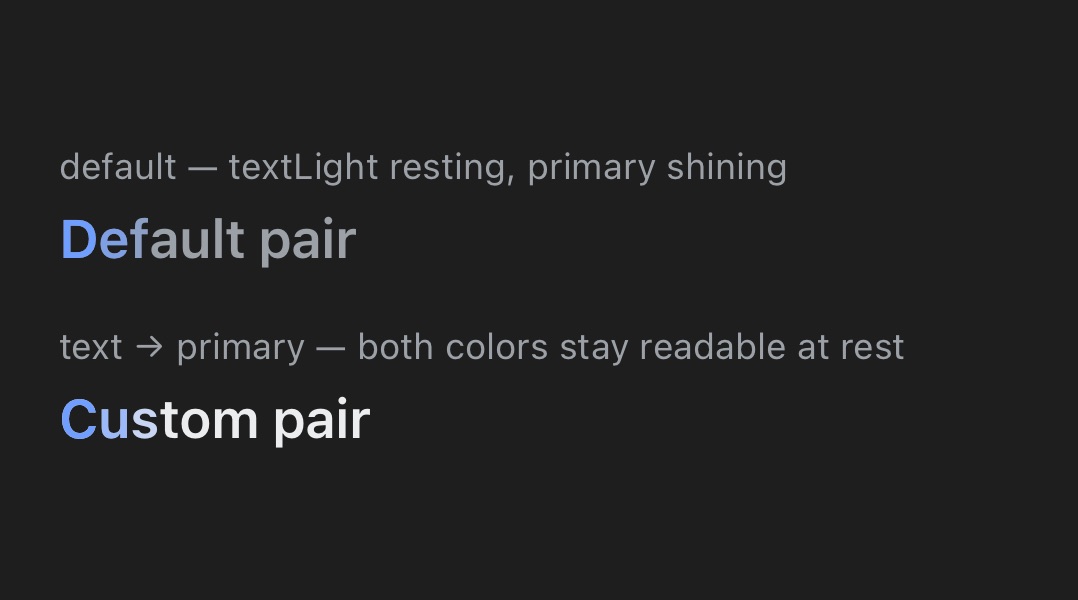 default — textLight resting, primary shining
Default pair
text → primary — both colors stay readable at rest
Custom pair